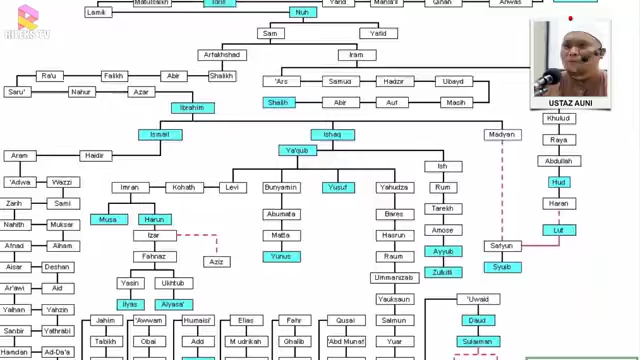 Lamik
Matusalkh
Idris
Yarid
Qinan
Anwas
Nuh
RILEKS TV
Sam
Yafid
Arfakhshad
Iram
Ra'u
Falikh
Abir
Shalikh
'Ars
Samud
Hadzir
Ubayd
Saru'
Nahur
Azar
Ibrahim
Shalih
Abir
Auf
Masih
USTAZ AUNI
Khulud
Ismail
Ishaq
Madyan
Raya
Aram
Haidir
Ya'qub
Ish
Abdullah
'Adwa
Wazzi
Imran
Kohath
Levi
Bunyamin
Yusuf
Yahudza
Rum
Hud
Zarih
Sami
Haran
Nahith
Muksar
Musa
Harun
Abumata
Bares
Tarekh
Izar
Matta
Hasrun
Amose
Lut
Afnad
Alham
Aziz
Yunus
Raum
Ayyub
Safyun
Aisar
Deshan
Fahnaz
Ummanizab
Zulkifli
Syuib
Ar'awi
Aid
Yasin
Ukhtub
Yauksaun
'Uwaid
Yalhan
Yahzin
Ilyas
Alyasa'
Sanbir
Yathrabi
Jahim
'Awwam
Humaisi'
Elias
Fahr
Qusai
Salmun
Daud
Hamdan
Ad-Da'a
Tabikh
Obai
Add
Mudrikah
Ghalib
'Abd Munaf
Yuar
Sulaiman